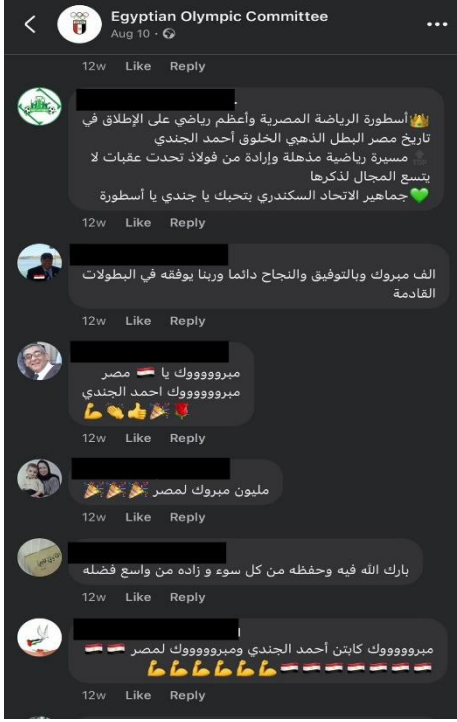 Egyptian Olympic Committee
Aug 10 ·
12w Like Reply
👑أسطورة الرياضة المصرية وأعظم رياضي على الإطلاق في
تاريخ مصر البطل الذهبي الخلوق أحمد الجندي
🔝 مسيرة رياضية مذهلة وإرادة من فولاذ تحدت عقبات لا
يتسع المجال لذكرها
💚جماهير الاتحاد السكندري بتحبك يا جندي يا أسطورة
12w Like Reply
الف مبروك وبالتوفيق والنجاح دائما وربنا يوفقه في البطولات
القادمة
12w Like Reply
مبروووووك يا 🇪🇬 مصر
مبرووووووك احمد الجندي
🌹🎉👍👏💪
12w Like Reply
مليون مبروك لمصر 🎉🎉🎉
12w Like Reply
بارك الله فيه وحفظه من كل سوء و زاده من واسع فضله
12w Like Reply
مبرووووووك كابتن أحمد الجندي ومبرووووووك لمصر 🇪🇬🇪🇬
🇪🇬🇪🇬🇪🇬🇪🇬🇪🇬🇪🇬🇪🇬💪💪💪💪💪💪
12w Like Reply